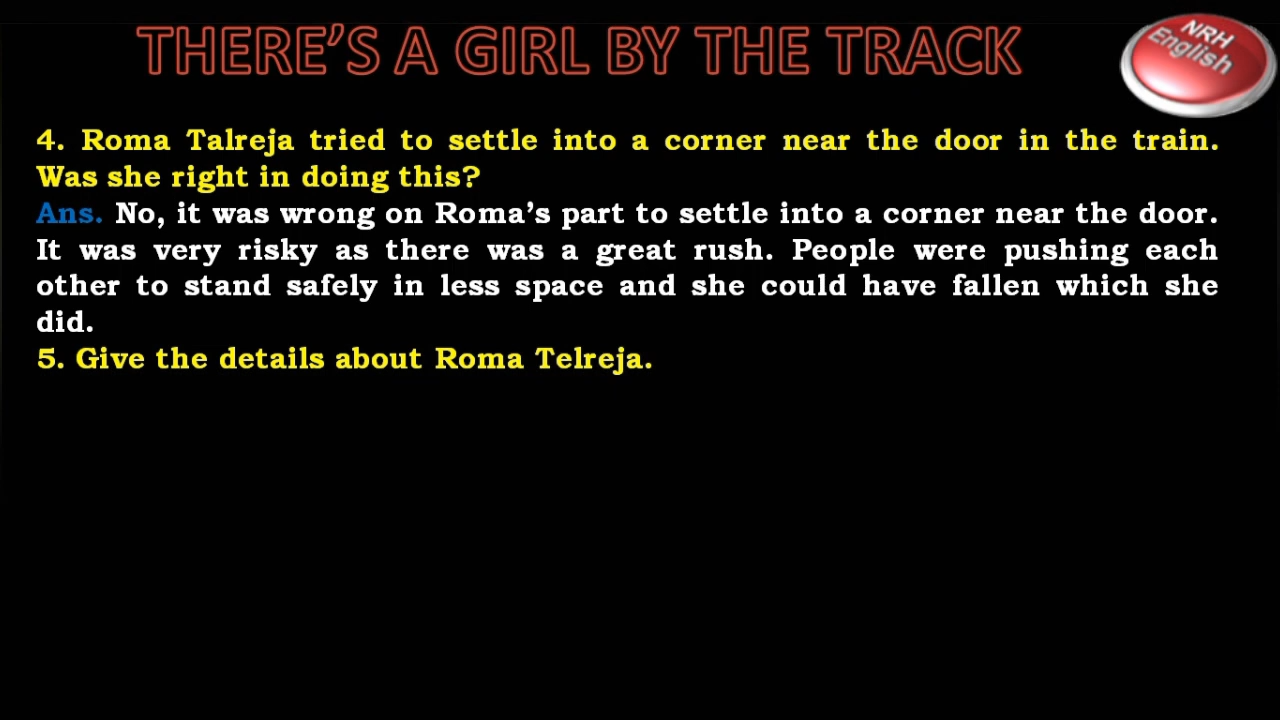 THERE'S A GIRL BY THE TRACK
NRH
English
4. Roma Talreja tried to settle into a corner near the door in the train.
Was she right in doing this?
Ans. No, it was wrong on Roma's part to settle into a corner near the door.
It was very risky as there was a great rush. People were pushing each
other to stand safely in less space and she could have fallen which she
did.
5. Give the details about Roma Telreja.